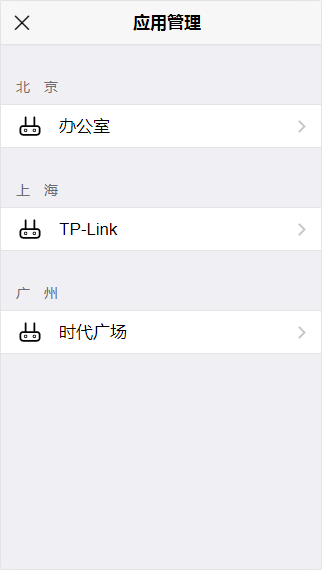 应用管理
北 京
办公室
上 海
TP-Link
广 州
时代广场